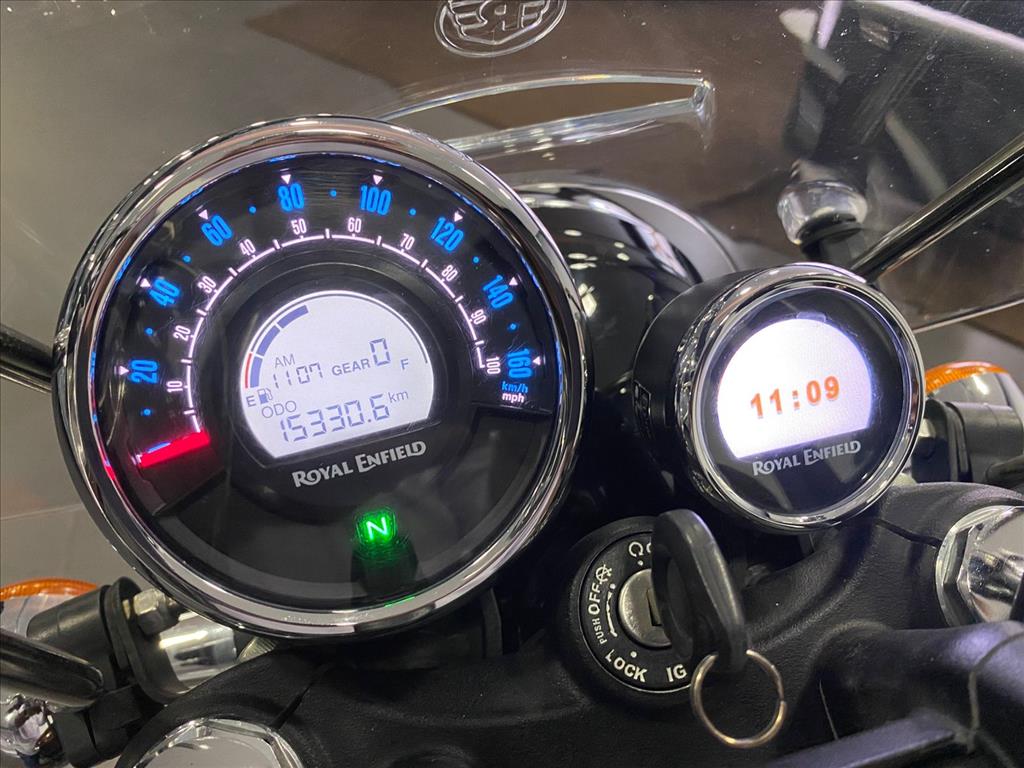 20 40 60 80 100 120 140 160
km/h
mph
10 20 30 40 50 60 70 80 90 100
AM
1107 GEAR 0
E F
ODO
15330.6 km
ROYAL ENFIELD
N
11:09
ROYAL ENFIELD
PUSH OFF
LOCK IG